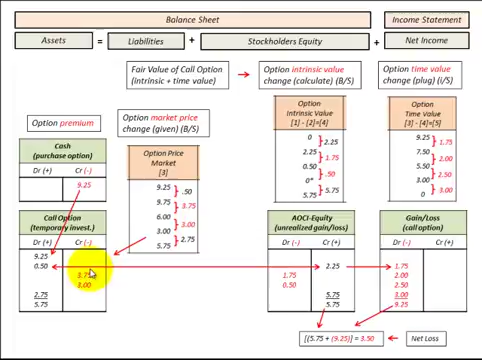 Balance Sheet
Income Statement
Assets
=
Liabilities
+
Stockholders Equity
+
Net Income
Fair Value of Call Option
(intrinsic + time value)
Option intrinsic value
change (calculate) (B/S)
Option time value
change (plug) (I/S)
Option premium
Option market price
change (given) (B/S)
Cash
(purchase option)
Dr (+) Cr (-)
9.25
Option Price
Market
[3]
9.25
9.75
6.00
3.00
5.75
.50
3.75
3.00
2.75
Option
Intrinsic Value
[1] - [2]=[4]
0
2.25
0.50
0*
5.75
2.25
1.75
.50
5.75
Option
Time Value
[3] - [4]=[5]
9.25
7.50
5.50
3.00
0
1.75
2.00
2.50
3.00
Call Option
(temporary invest.)
Dr (+) Cr (-)
9.25
0.50
3.75
3.00
2.75
5.75
AOCI-Equity
(unrealized gain/loss)
Dr (-) Cr (+)
2.25
1.75
0.50
5.75
5.75
Gain/Loss
(call option)
Dr (-) Cr (+)
1.75
2.00
2.50
3.00
9.25
[(5.75 + (9.25)] = 3.50
Net Loss